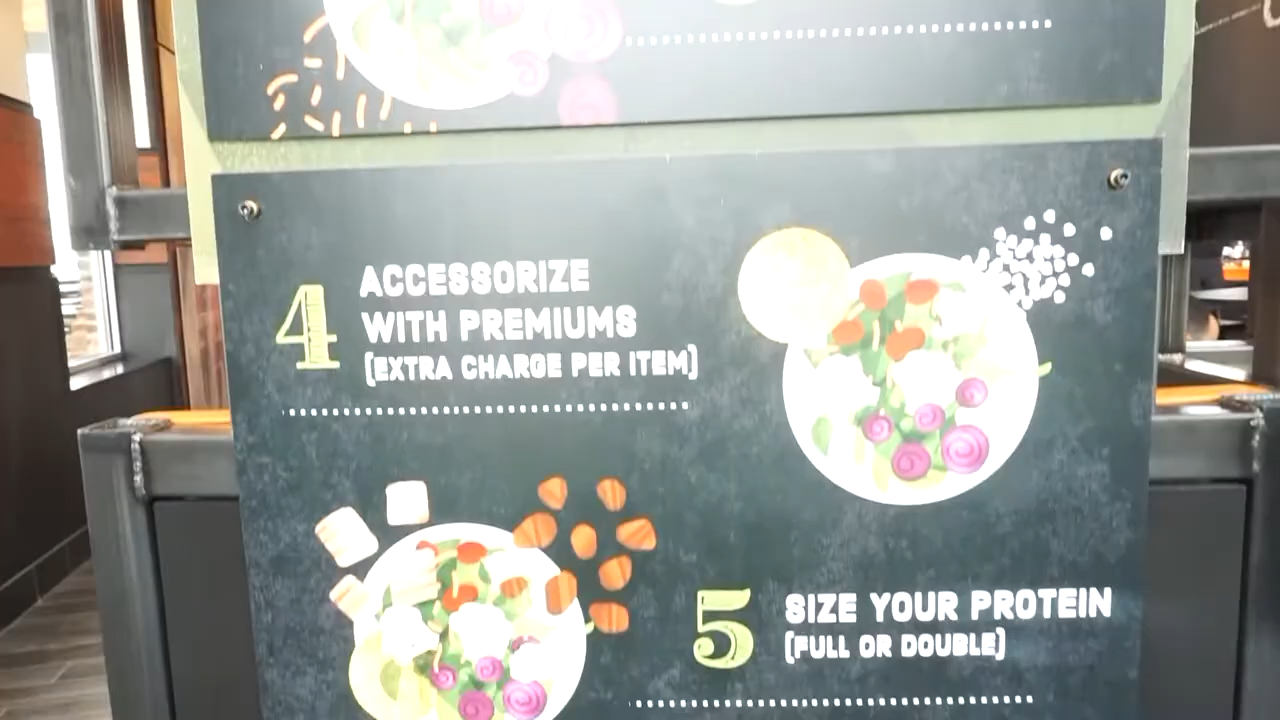 4 ACCESSORIZE
WITH PREMIUMS
[EXTRA CHARGE PER ITEM]
5 SIZE YOUR PROTEIN
[FULL OR DOUBLE]